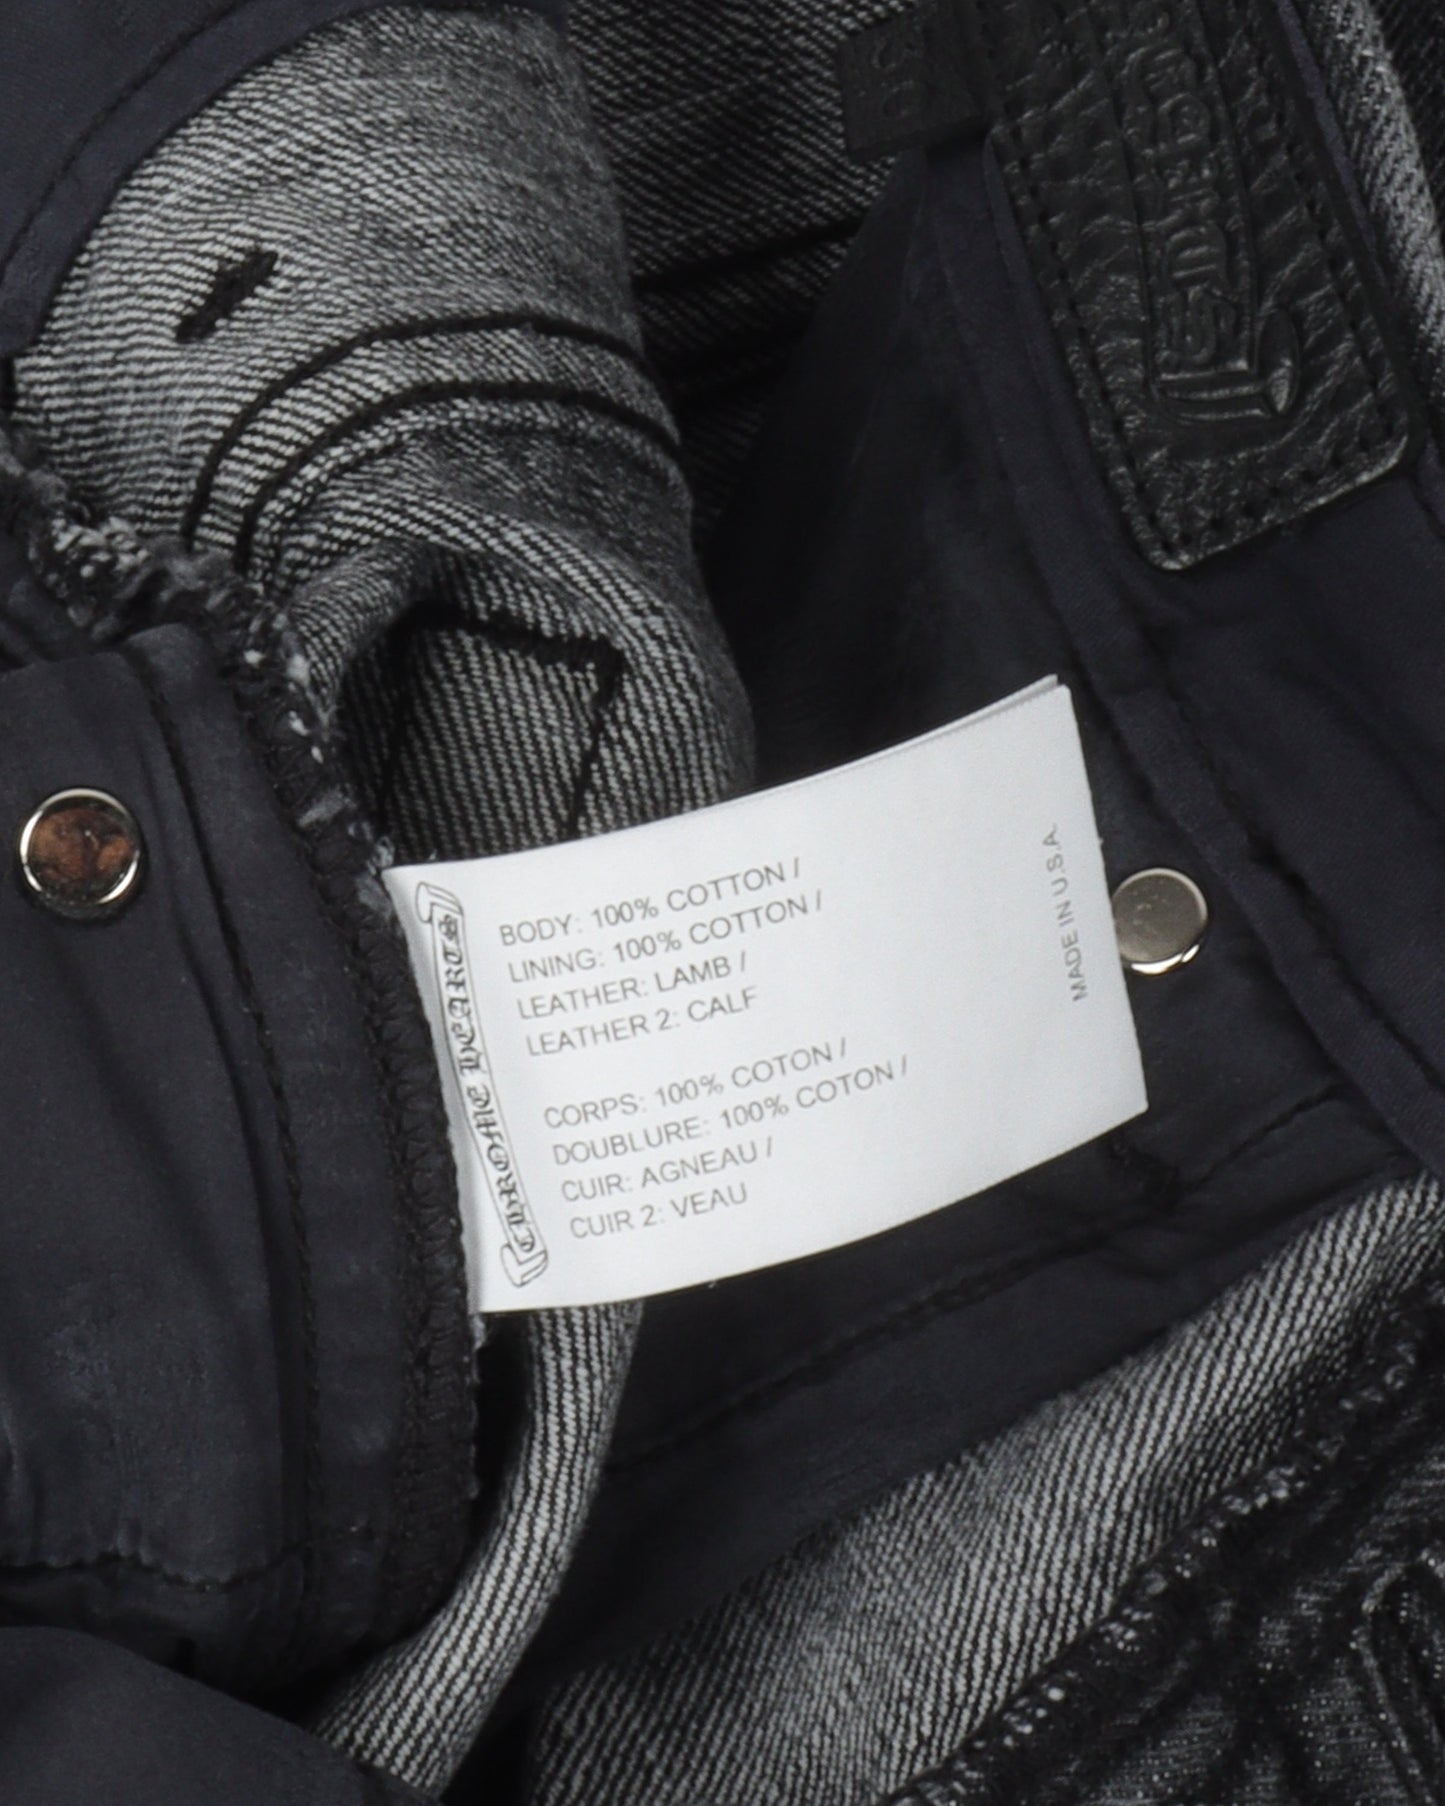 CHROME HEARTS
BODY: 100% COTTON /
LINING: 100% COTTON /
LEATHER: LAMB /
LEATHER 2: CALF
CORPS: 100% COTON /
DOUBLURE: 100% COTON /
CUIR: AGNEAU /
CUIR 2: VEAU
MADE IN U.S.A.